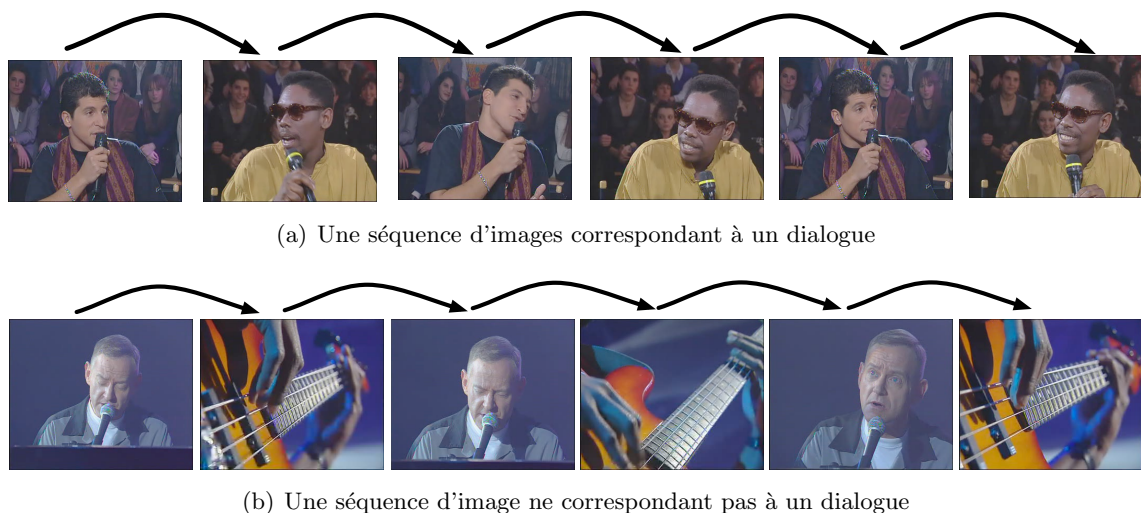 (a) Une séquence d'images correspondant à un dialogue
(b) Une séquence d'image ne correspondant pas à un dialogue